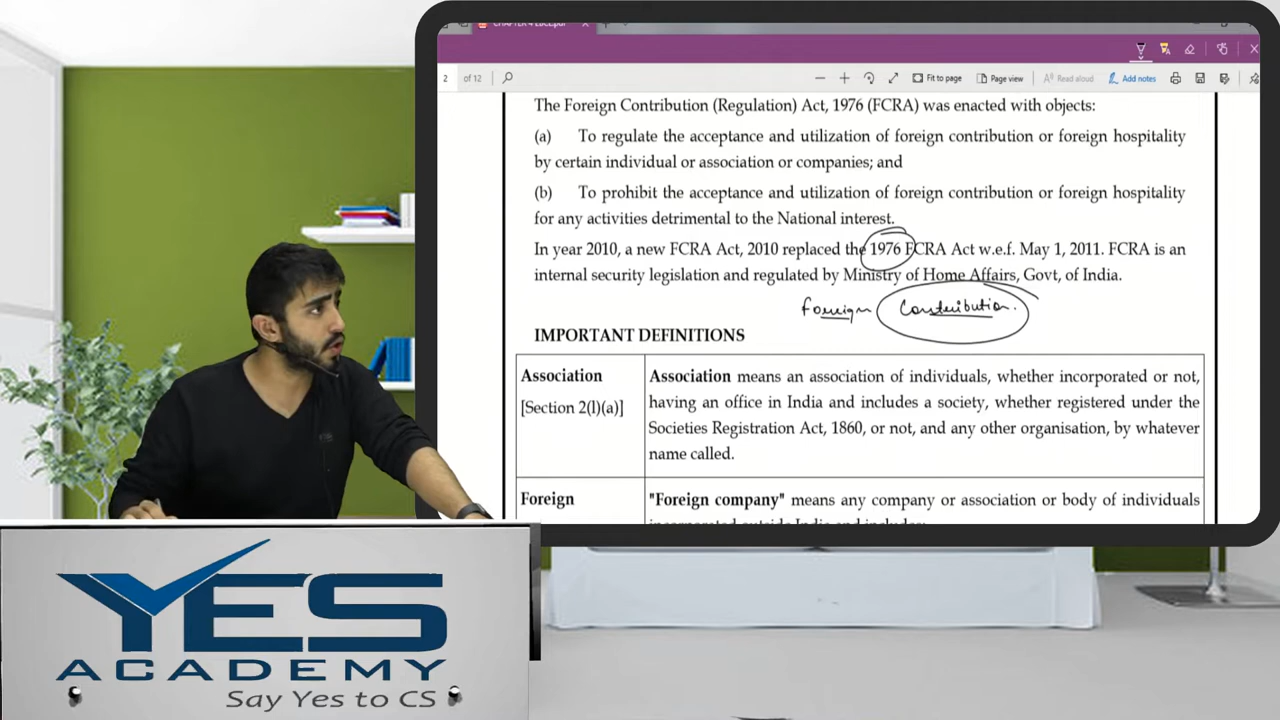 2 of 12
Fit to page
Page view
Read aloud
Add notes
The Foreign Contribution (Regulation) Act, 1976 (FCRA) was enacted with objects:
(a) To regulate the acceptance and utilization of foreign contribution or foreign hospitality
by certain individual or association or companies; and
(b) To prohibit the acceptance and utilization of foreign contribution or foreign hospitality
for any activities detrimental to the National interest.
In year 2010, a new FCRA Act, 2010 replaced the 1976 FCRA Act w.e.f. May 1, 2011. FCRA is an
internal security legislation and regulated by Ministry of Home Affairs, Govt, of India.
Foreign Contribution.
IMPORTANT DEFINITIONS
Association
[Section 2(l)(a)]
Association means an association of individuals, whether incorporated or not,
having an office in India and includes a society, whether registered under the
Societies Registration Act, 1860, or not, and any other organisation, by whatever
name called.
Foreign
"Foreign company" means any company or association or body of individuals
YES
ACADEMY
Say Yes to CS